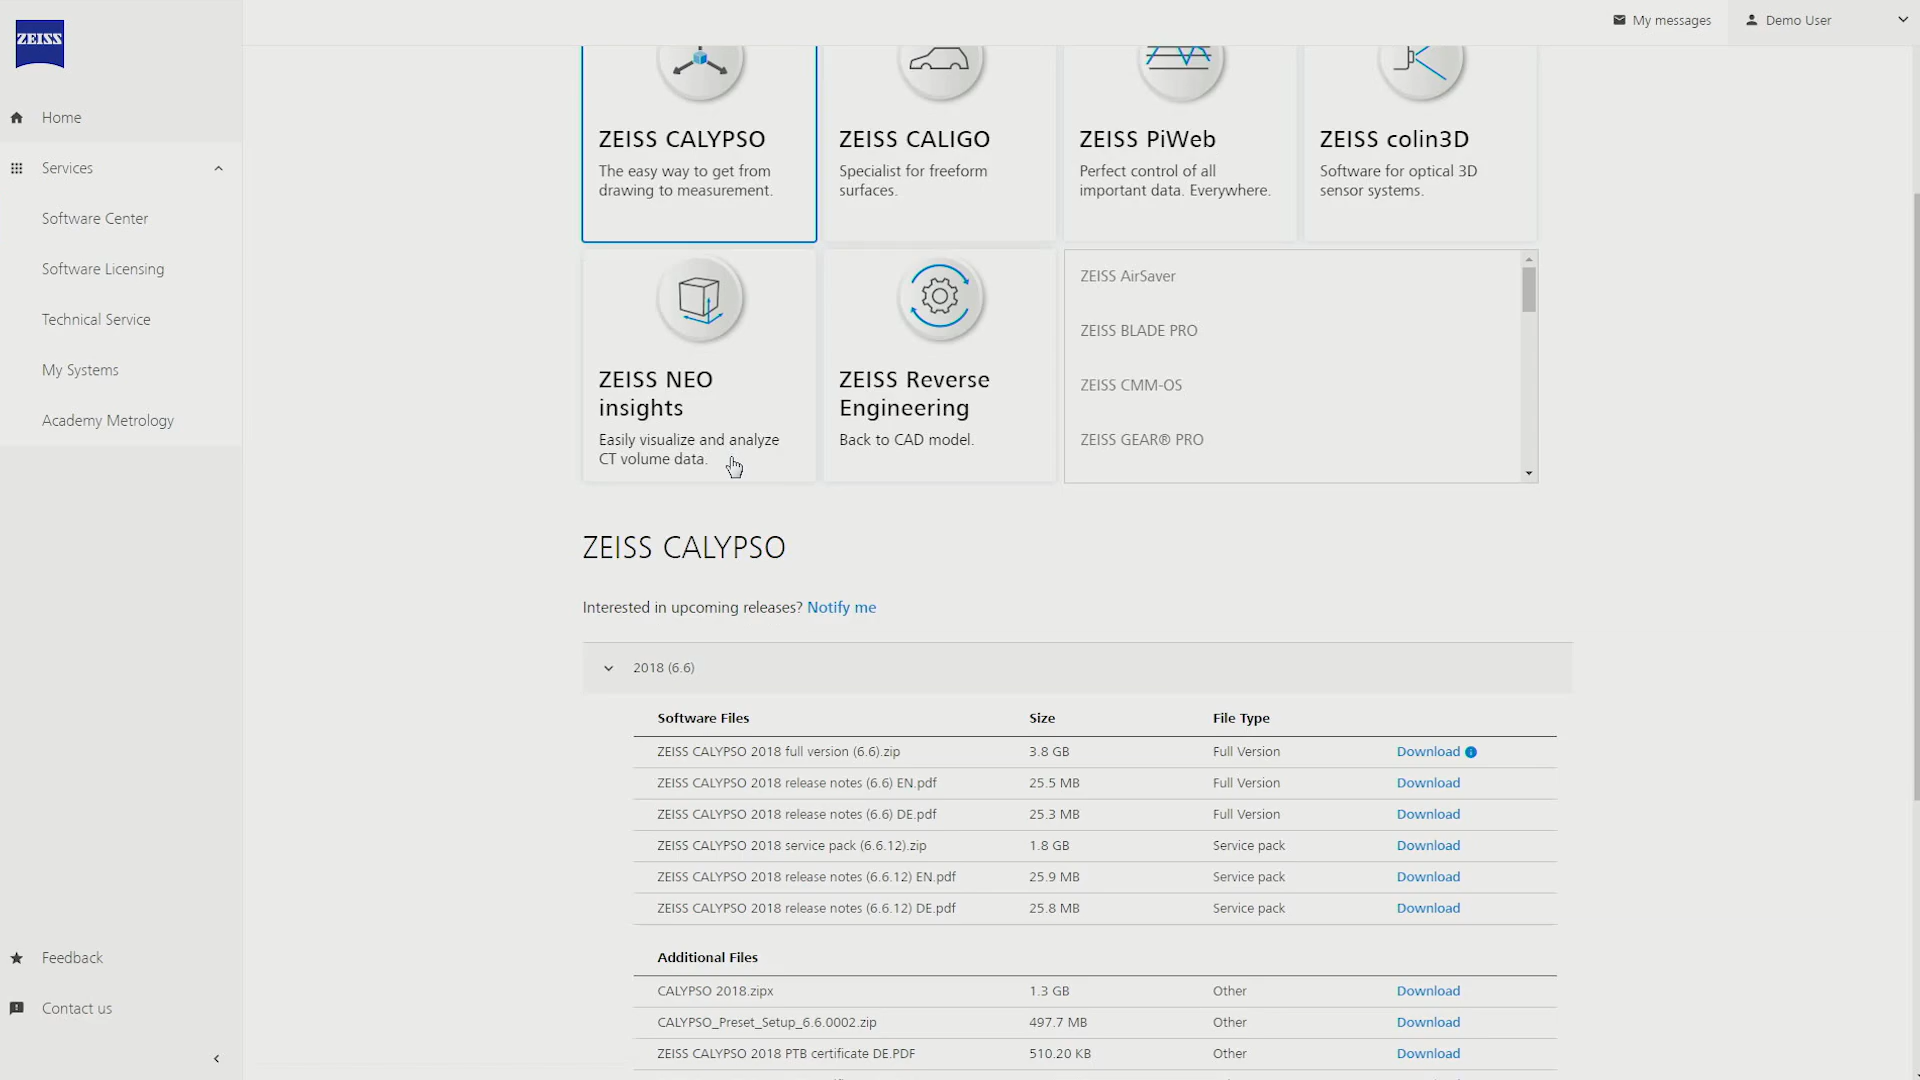 ZEISS
My messages
Demo User
Home
Services
Software Center
Software Licensing
Technical Service
My Systems
Academy Metrology
Feedback
Contact us
ZEISS CALYPSO
The easy way to get from
drawing to measurement.
ZEISS CALIGO
Specialist for freeform
surfaces.
ZEISS PiWeb
Perfect control of all
important data. Everywhere.
ZEISS colin3D
Software for optical 3D
sensor systems.
ZEISS NEO
insights
Easily visualize and analyze
CT volume data.
ZEISS Reverse
Engineering
Back to CAD model.
ZEISS AirSaver
ZEISS BLADE PRO
ZEISS CMM-OS
ZEISS GEAR® PRO
ZEISS CALYPSO
Interested in upcoming releases? Notify me
2018 (6.6)
Software Files Size File Type
ZEISS CALYPSO 2018 full version (6.6).zip 3.8 GB Full Version Download
ZEISS CALYPSO 2018 release notes (6.6) EN.pdf 25.5 MB Full Version Download
ZEISS CALYPSO 2018 release notes (6.6) DE.pdf 25.3 MB Full Version Download
ZEISS CALYPSO 2018 service pack (6.6.12).zip 1.8 GB Service pack Download
ZEISS CALYPSO 2018 release notes (6.6.12) EN.pdf 25.9 MB Service pack Download
ZEISS CALYPSO 2018 release notes (6.6.12) DE.pdf 25.8 MB Service pack Download
Additional Files
CALYPSO 2018.zipx 1.3 GB Other Download
CALYPSO_Preset_Setup_6.6.0002.zip 497.7 MB Other Download
ZEISS CALYPSO 2018 PTB certificate DE.PDF 510.20 KB Other Download